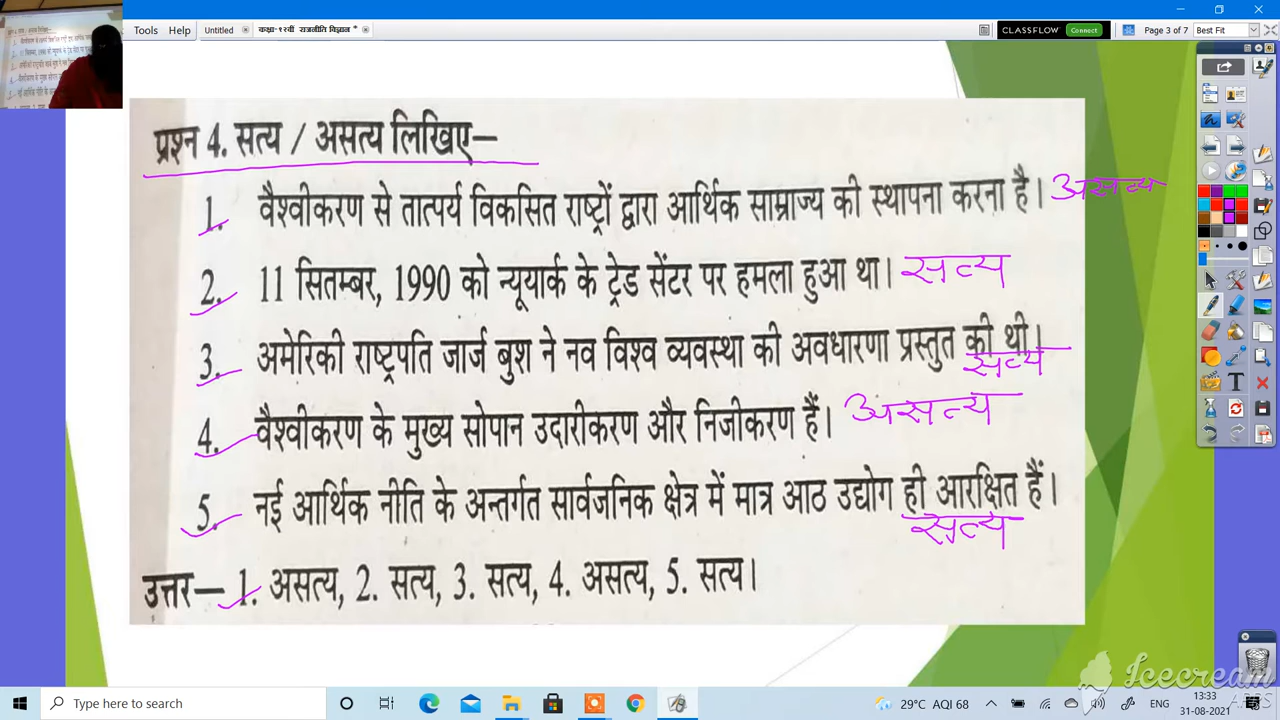 Tools Help Untitled कक्षा-१२वीं राजनीति विज्ञान * CLASSFLOW Connect Page 3 of 7 Best Fit
प्रश्न 4. सत्य / असत्य लिखिए–
1. वैश्वीकरण से तात्पर्य विकसित राष्ट्रों द्वारा आर्थिक साम्राज्य की स्थापना करना है। असत्य
2. 11 सितम्बर, 1990 को न्यूयार्क के ट्रेड सेंटर पर हमला हुआ था। सत्य
3. अमेरिकी राष्ट्रपति जार्ज बुश ने नव विश्व व्यवस्था की अवधारणा प्रस्तुत की थी।
सत्य
4. वैश्वीकरण के मुख्य सोपान उदारीकरण और निजीकरण हैं। असत्य
5. नई आर्थिक नीति के अन्तर्गत सार्वजनिक क्षेत्र में मात्र आठ उद्योग ही आरक्षित हैं।
सत्य
उत्तर– 1. असत्य, 2. सत्य, 3. सत्य, 4. असत्य, 5. सत्य।
Icecream
APPS
Type here to search 29°C AQI 68 ENG 13:33
31-08-2021